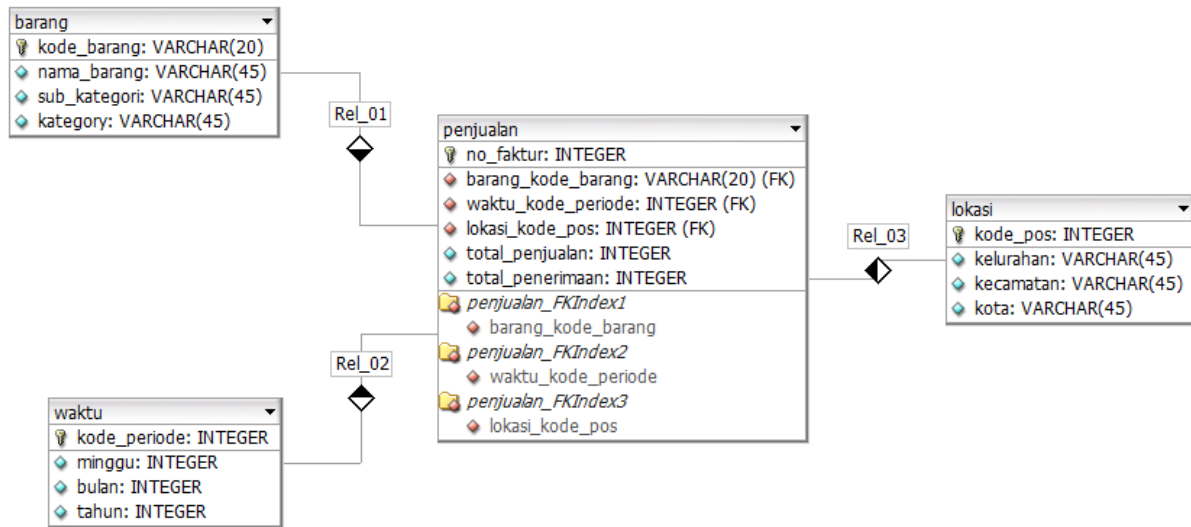 barang
kode_barang: VARCHAR(20)
nama_barang: VARCHAR(45)
sub_kategori: VARCHAR(45)
kategory: VARCHAR(45)
Rel_01
penjualan
no_faktur: INTEGER
barang_kode_barang: VARCHAR(20) (FK)
waktu_kode_periode: INTEGER (FK)
lokasi_kode_pos: INTEGER (FK)
total_penjualan: INTEGER
total_penerimaan: INTEGER
penjualan_FKIndex1
barang_kode_barang
penjualan_FKIndex2
waktu_kode_periode
penjualan_FKIndex3
lokasi_kode_pos
Rel_03
lokasi
kode_pos: INTEGER
kelurahan: VARCHAR(45)
kecamatan: VARCHAR(45)
kota: VARCHAR(45)
Rel_02
waktu
kode_periode: INTEGER
minggu: INTEGER
bulan: INTEGER
tahun: INTEGER